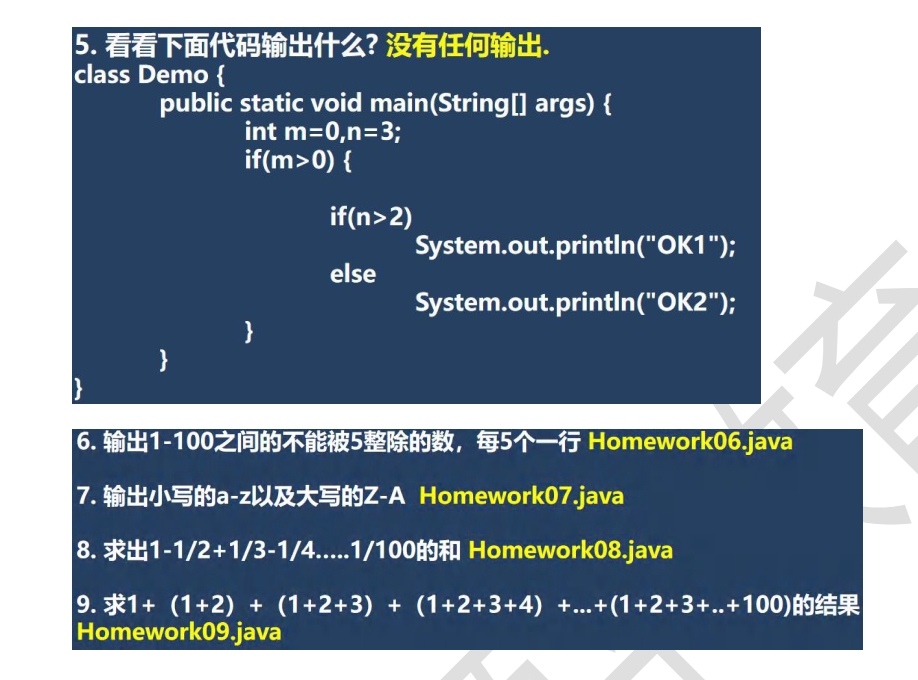 5. 看看下面代码输出什么? 没有任何输出.
class Demo {
public static void main(String[] args) {
int m=0,n=3;
if(m>0) {
if(n>2)
System.out.println("OK1");
else
System.out.println("OK2");
}
}
}
6. 输出1-100之间的不能被5整除的数，每5个一行 Homework06.java
7. 输出小写的a-z以及大写的Z-A Homework07.java
8. 求出1-1/2+1/3-1/4.....1/100的和 Homework08.java
9. 求1+（1+2）+（1+2+3）+（1+2+3+4）+...+(1+2+3+..+100)的结果
Homework09.java